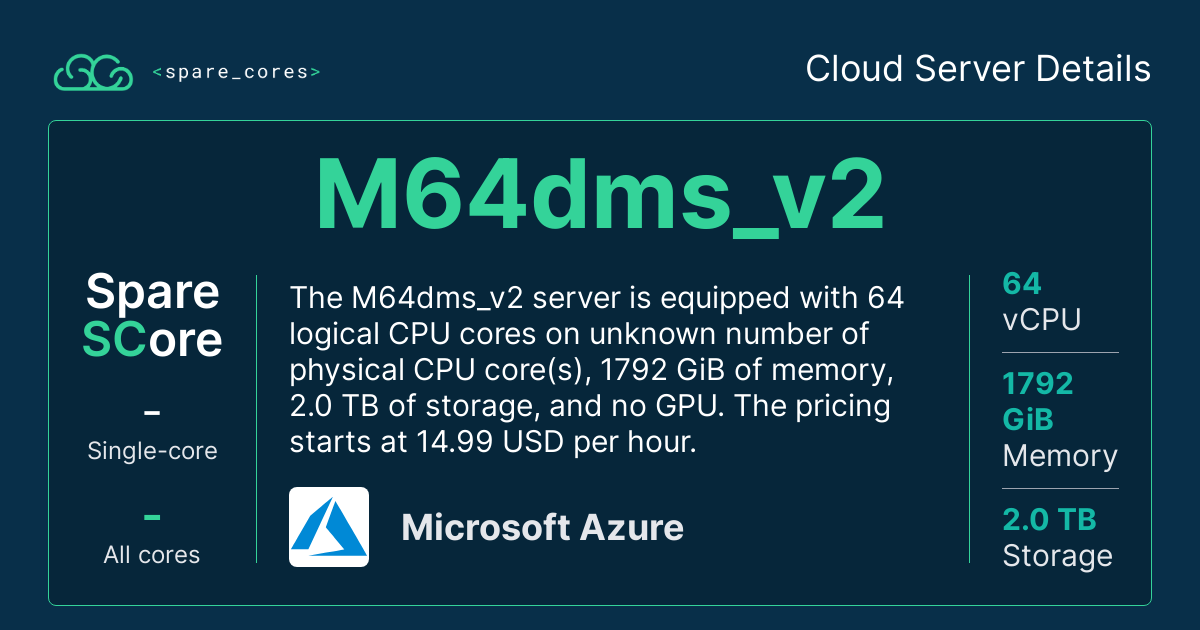 <spare_cores>
Cloud Server Details
M64dms_v2
Spare
SCore
-
Single-core
-
All cores
The M64dms_v2 server is equipped with 64
logical CPU cores on unknown number of
physical CPU core(s), 1792 GiB of memory,
2.0 TB of storage, and no GPU. The pricing
starts at 14.99 USD per hour.
Microsoft Azure
64
vCPU
1792
GiB
Memory
2.0 TB
Storage